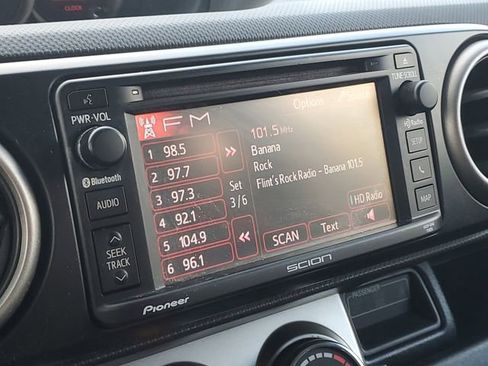 CLOCK
PWR•VOL
Bluetooth
AUDIO
SEEK
TRACK
FM
1 98.5
2 97.7
3 97.3
4 92.1
5 104.9
6 96.1
Set
3/6
Options
Sound
101.5 MHz
Banana
Rock
Flint's Rock Radio - Banana 101.5
HD Radio
SCAN
Text
TUNE•SCROLL
HD Radio
SETUP
MAP
Pioneer
SCION
PASSENGER